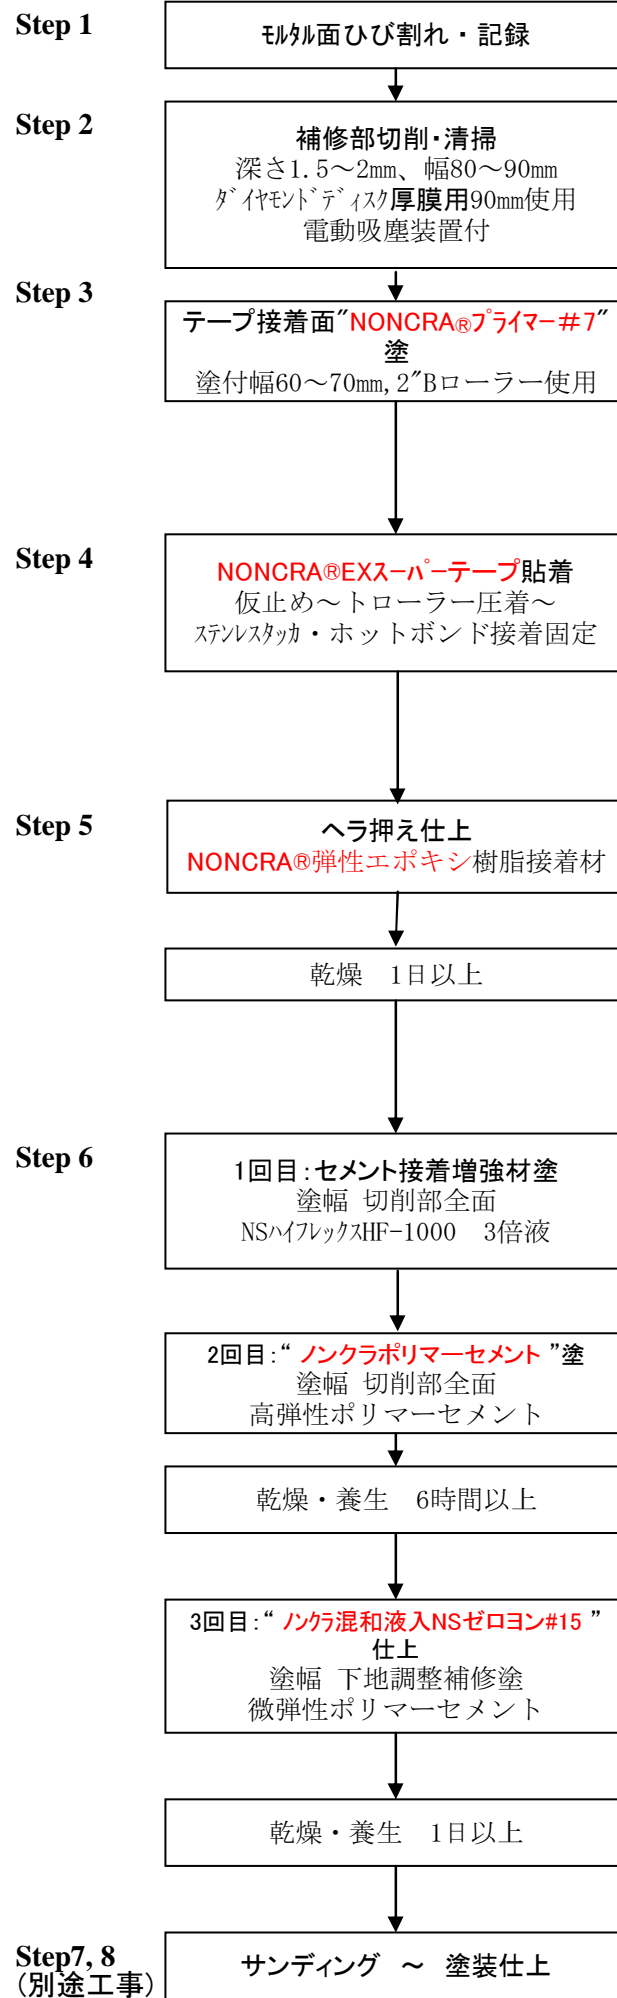 Step 1
ﾓﾙﾀﾙ面ひび割れ・記録
Step 2
補修部切削・清掃
深さ1.5～2mm、幅80～90mm
ﾀﾞｲﾔﾓﾝﾄﾞﾃﾞｨｽｸ厚膜用90mm使用
電動吸塵装置付
Step 3
テープ接着面"NONCRA®ﾌﾟﾗｲﾏｰ＃7"
塗
塗付幅60～70mm,2"Bローラー使用
Step 4
NONCRA®EXｽｰﾊﾟｰテープ貼着
仮止め～トローラー圧着～
ｽﾃﾝﾚｽﾀｯｶ・ホットボンド接着固定
Step 5
ヘラ押え仕上
NONCRA®弾性エポキシ樹脂接着材
乾燥　1日以上
Step 6
1回目：セメント接着増強材塗
塗幅 切削部全面
NSﾊｲﾌﾚｯｸｽHF-1000　3倍液
2回目：“ ノンクラポリマーセメント ”塗
塗幅 切削部全面
高弾性ポリマーセメント
乾燥・養生　6時間以上
3回目：“ ﾉﾝｸﾗ混和液入NSゼロヨン#15 ”
仕上
塗幅 下地調整補修塗
微弾性ポリマーセメント
乾燥・養生　1日以上
Step7, 8
（別途工事）
サンディング ～ 塗装仕上